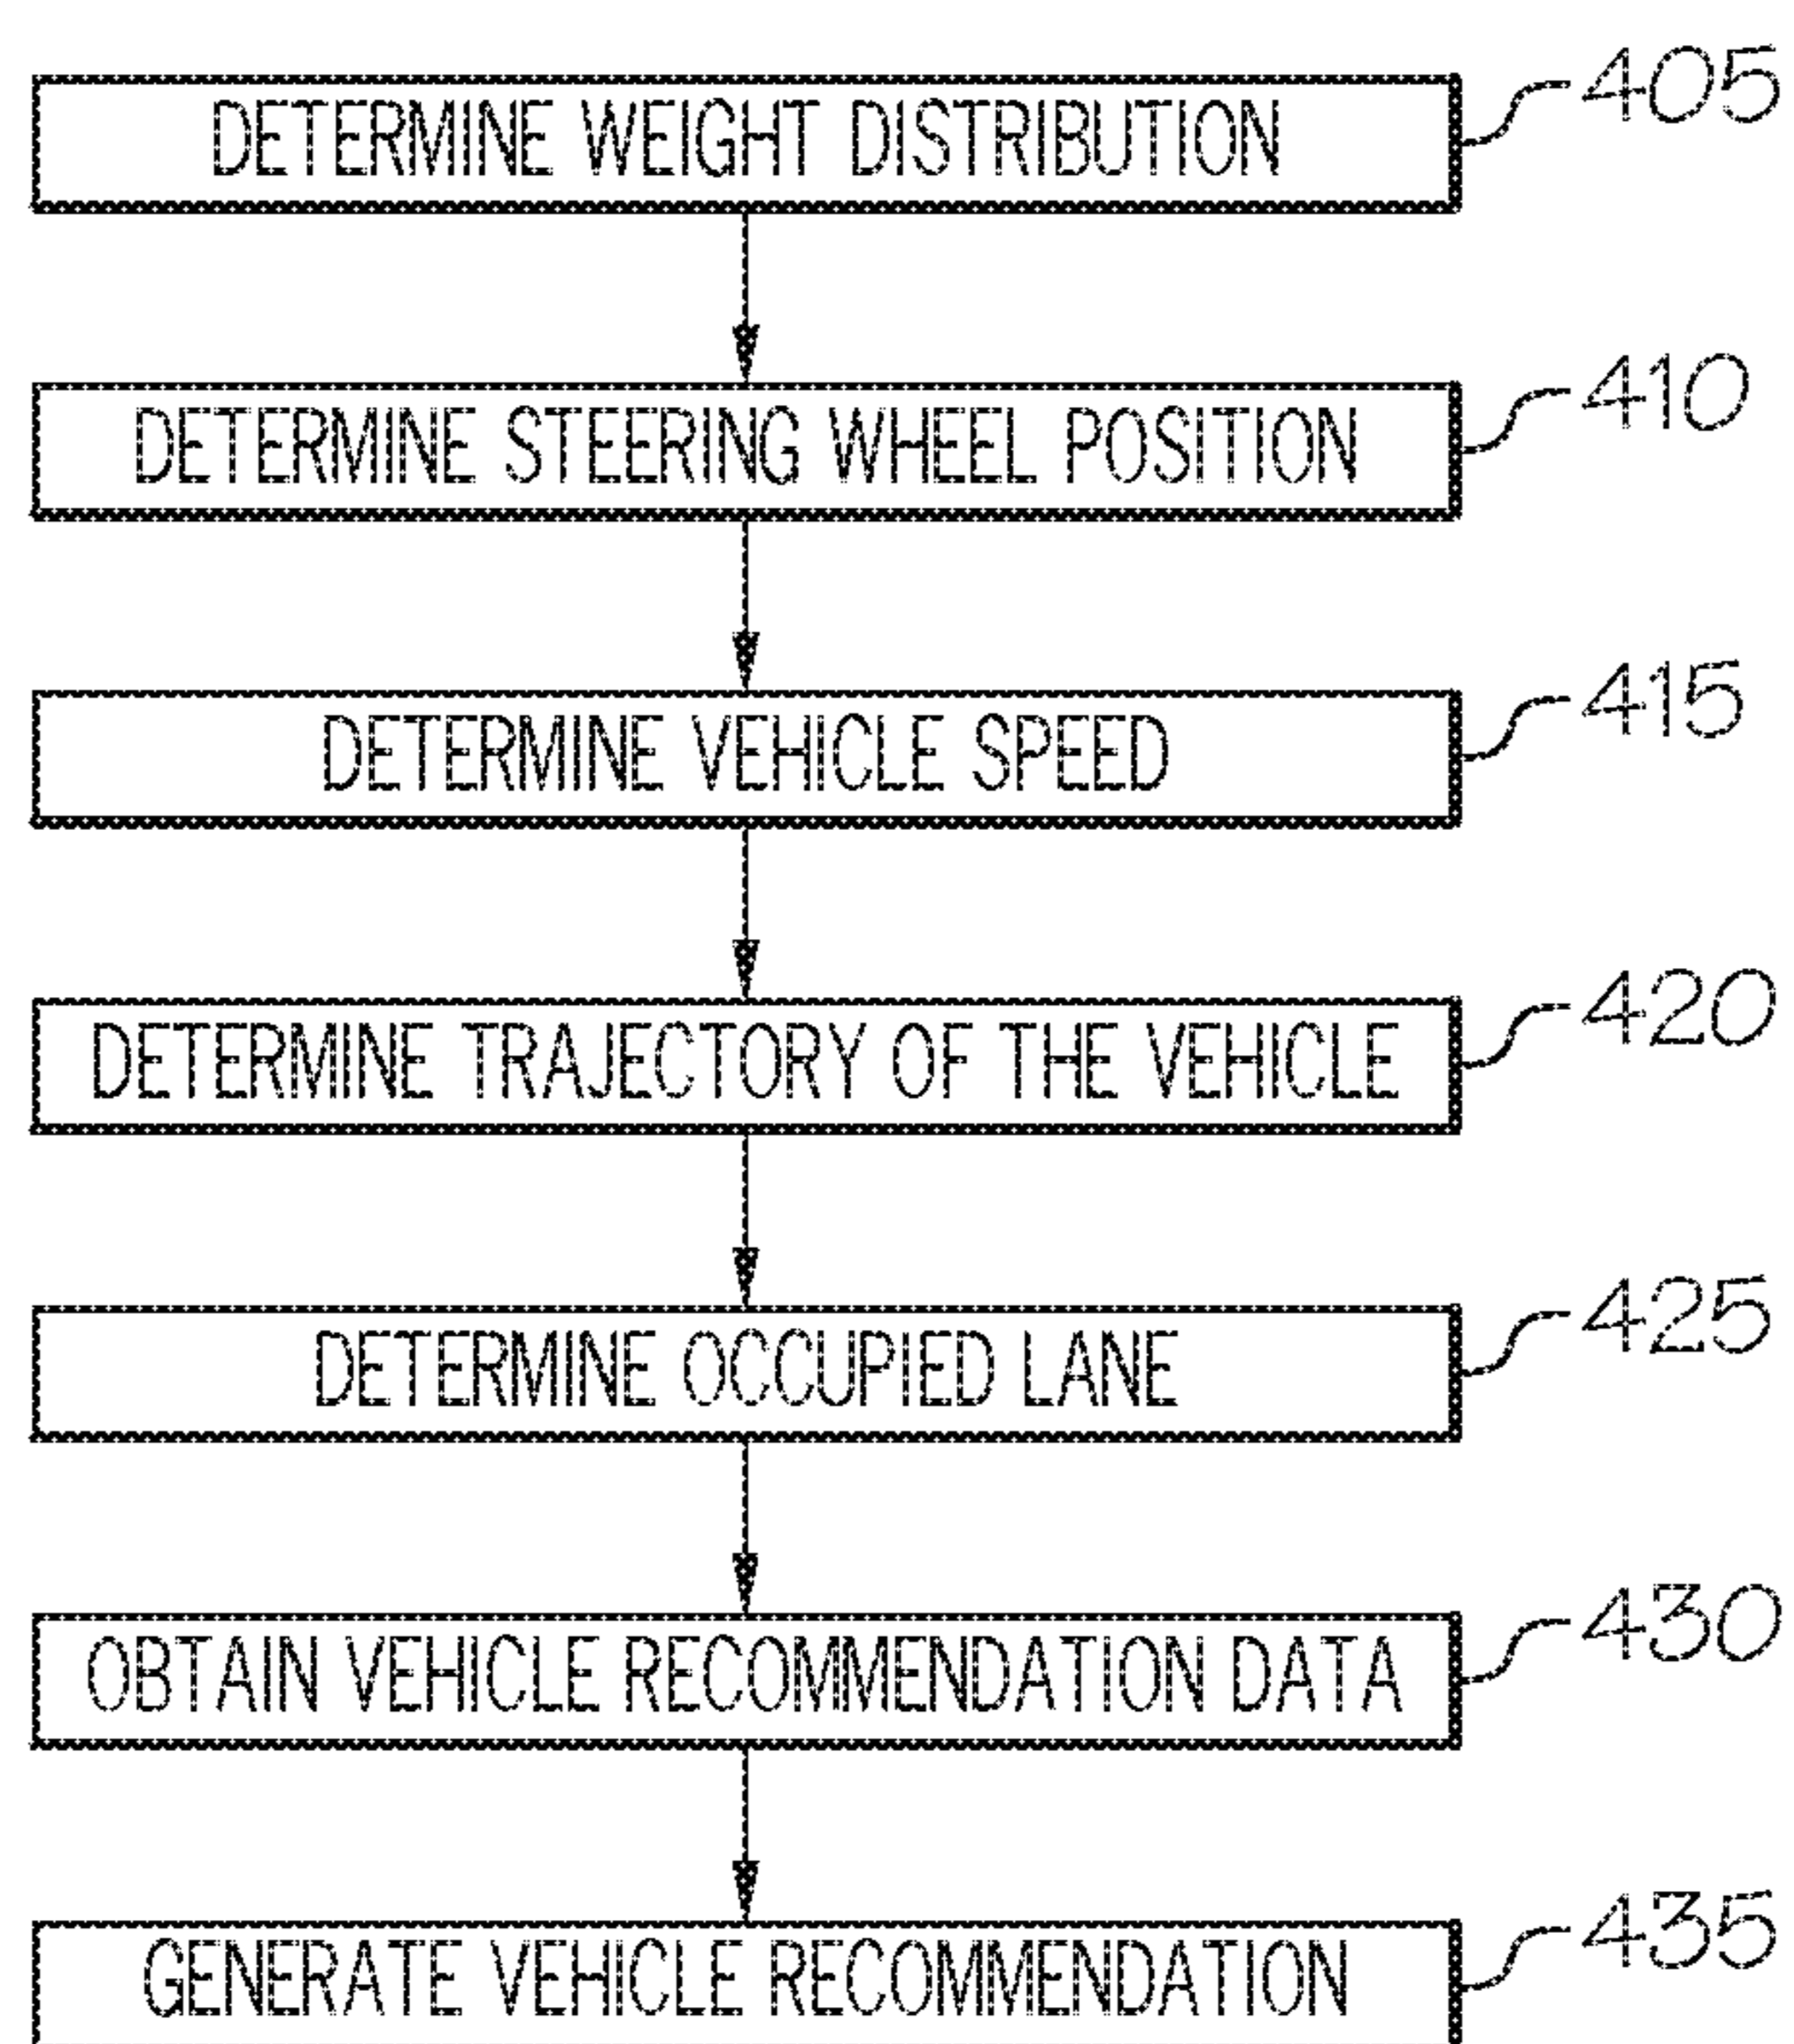 DETERMINE WEIGHT DISTRIBUTION 405
DETERMINE STEERING WHEEL POSITION 410
DETERMINE VEHICLE SPEED 415
DETERMINE TRAJECTORY OF THE VEHICLE 420
DETERMINE OCCUPIED LANE 425
OBTAIN VEHICLE RECOMMENDATION DATA 430
GENERATE VEHICLE RECOMMENDATION 435